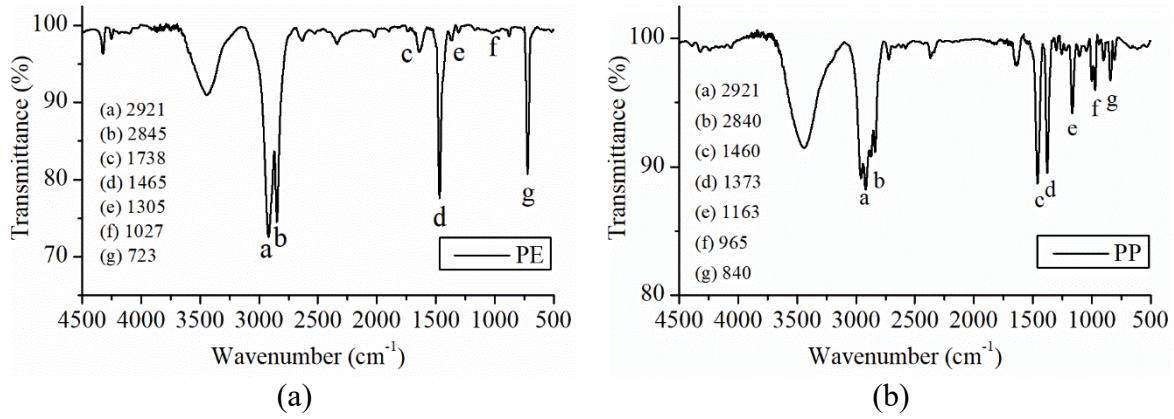 100
90
80
70
Transmittance (%)
(a) 2921
(b) 2845
(c) 1738
(d) 1465
(e) 1305
(f) 1027
(g) 723
a
b
c
d
e
f
g
PE
4500 4000 3500 3000 2500 2000 1500 1000 500
Wavenumber (cm⁻¹)
(a)
100
90
80
Transmittance (%)
(a) 2921
(b) 2840
(c) 1460
(d) 1373
(e) 1163
(f) 965
(g) 840
a
b
c
d
e
f
g
PP
4500 4000 3500 3000 2500 2000 1500 1000 500
Wavenumber (cm⁻¹)
(b)